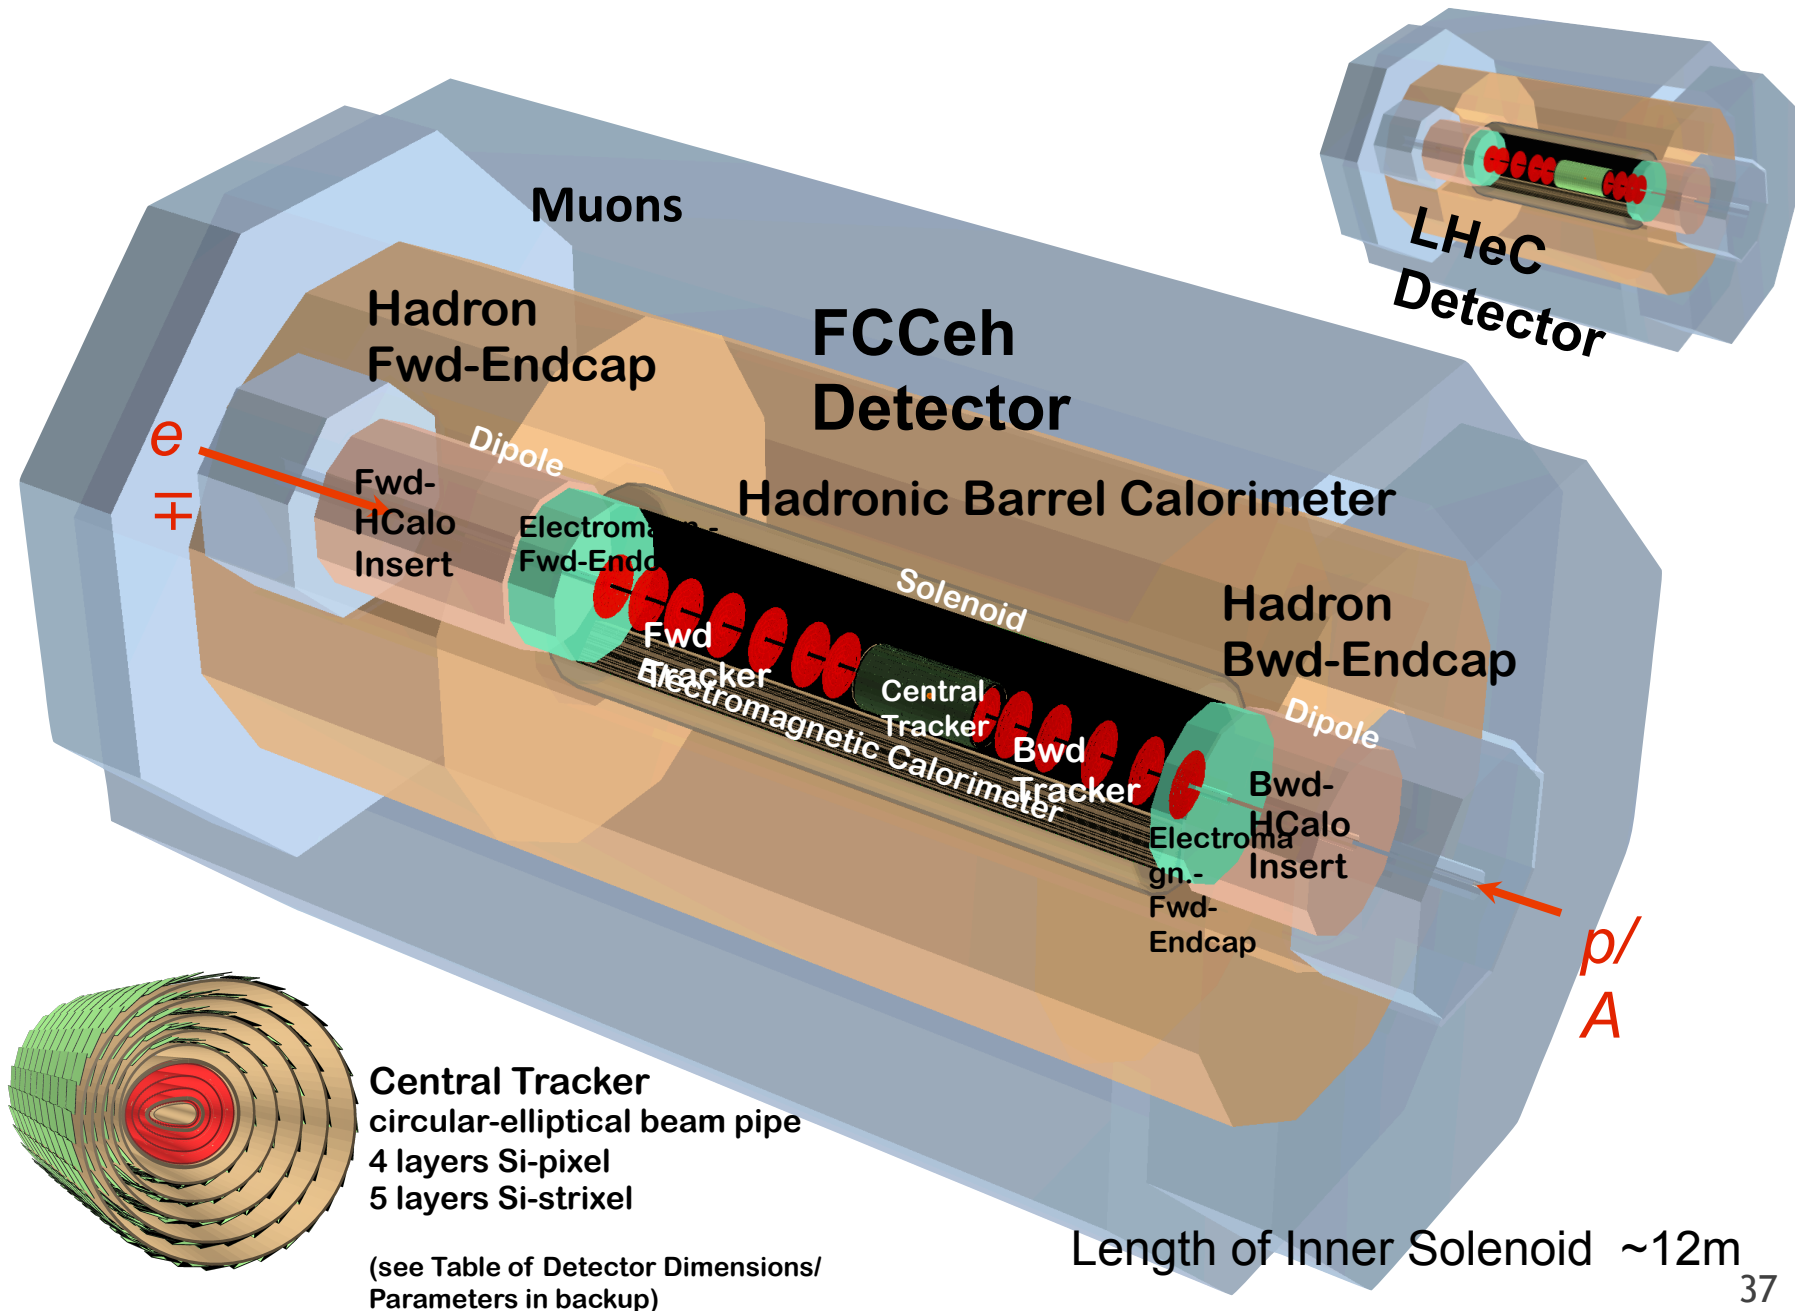 Muons
LHeC
Detector
Hadron
Fwd-Endcap
FCCeh
Detector
e
∓
Dipole
Fwd-
HCalo
Insert
Hadronic Barrel Calorimeter
Fwd-
Solenoid
Hadron
Bwd-Endcap
Fwd
Tracker
Electromagnetic Calorimeter
Central
Tracker
Bwd
Tracker
Dipole
Bwd-
HCalo
Insert
Electroma
gn.-
Fwd-
Endcap
p/
A
Central Tracker
circular-elliptical beam pipe
4 layers Si-pixel
5 layers Si-strixel
(see Table of Detector Dimensions/
Parameters in backup)
Length of Inner Solenoid ~12m
37